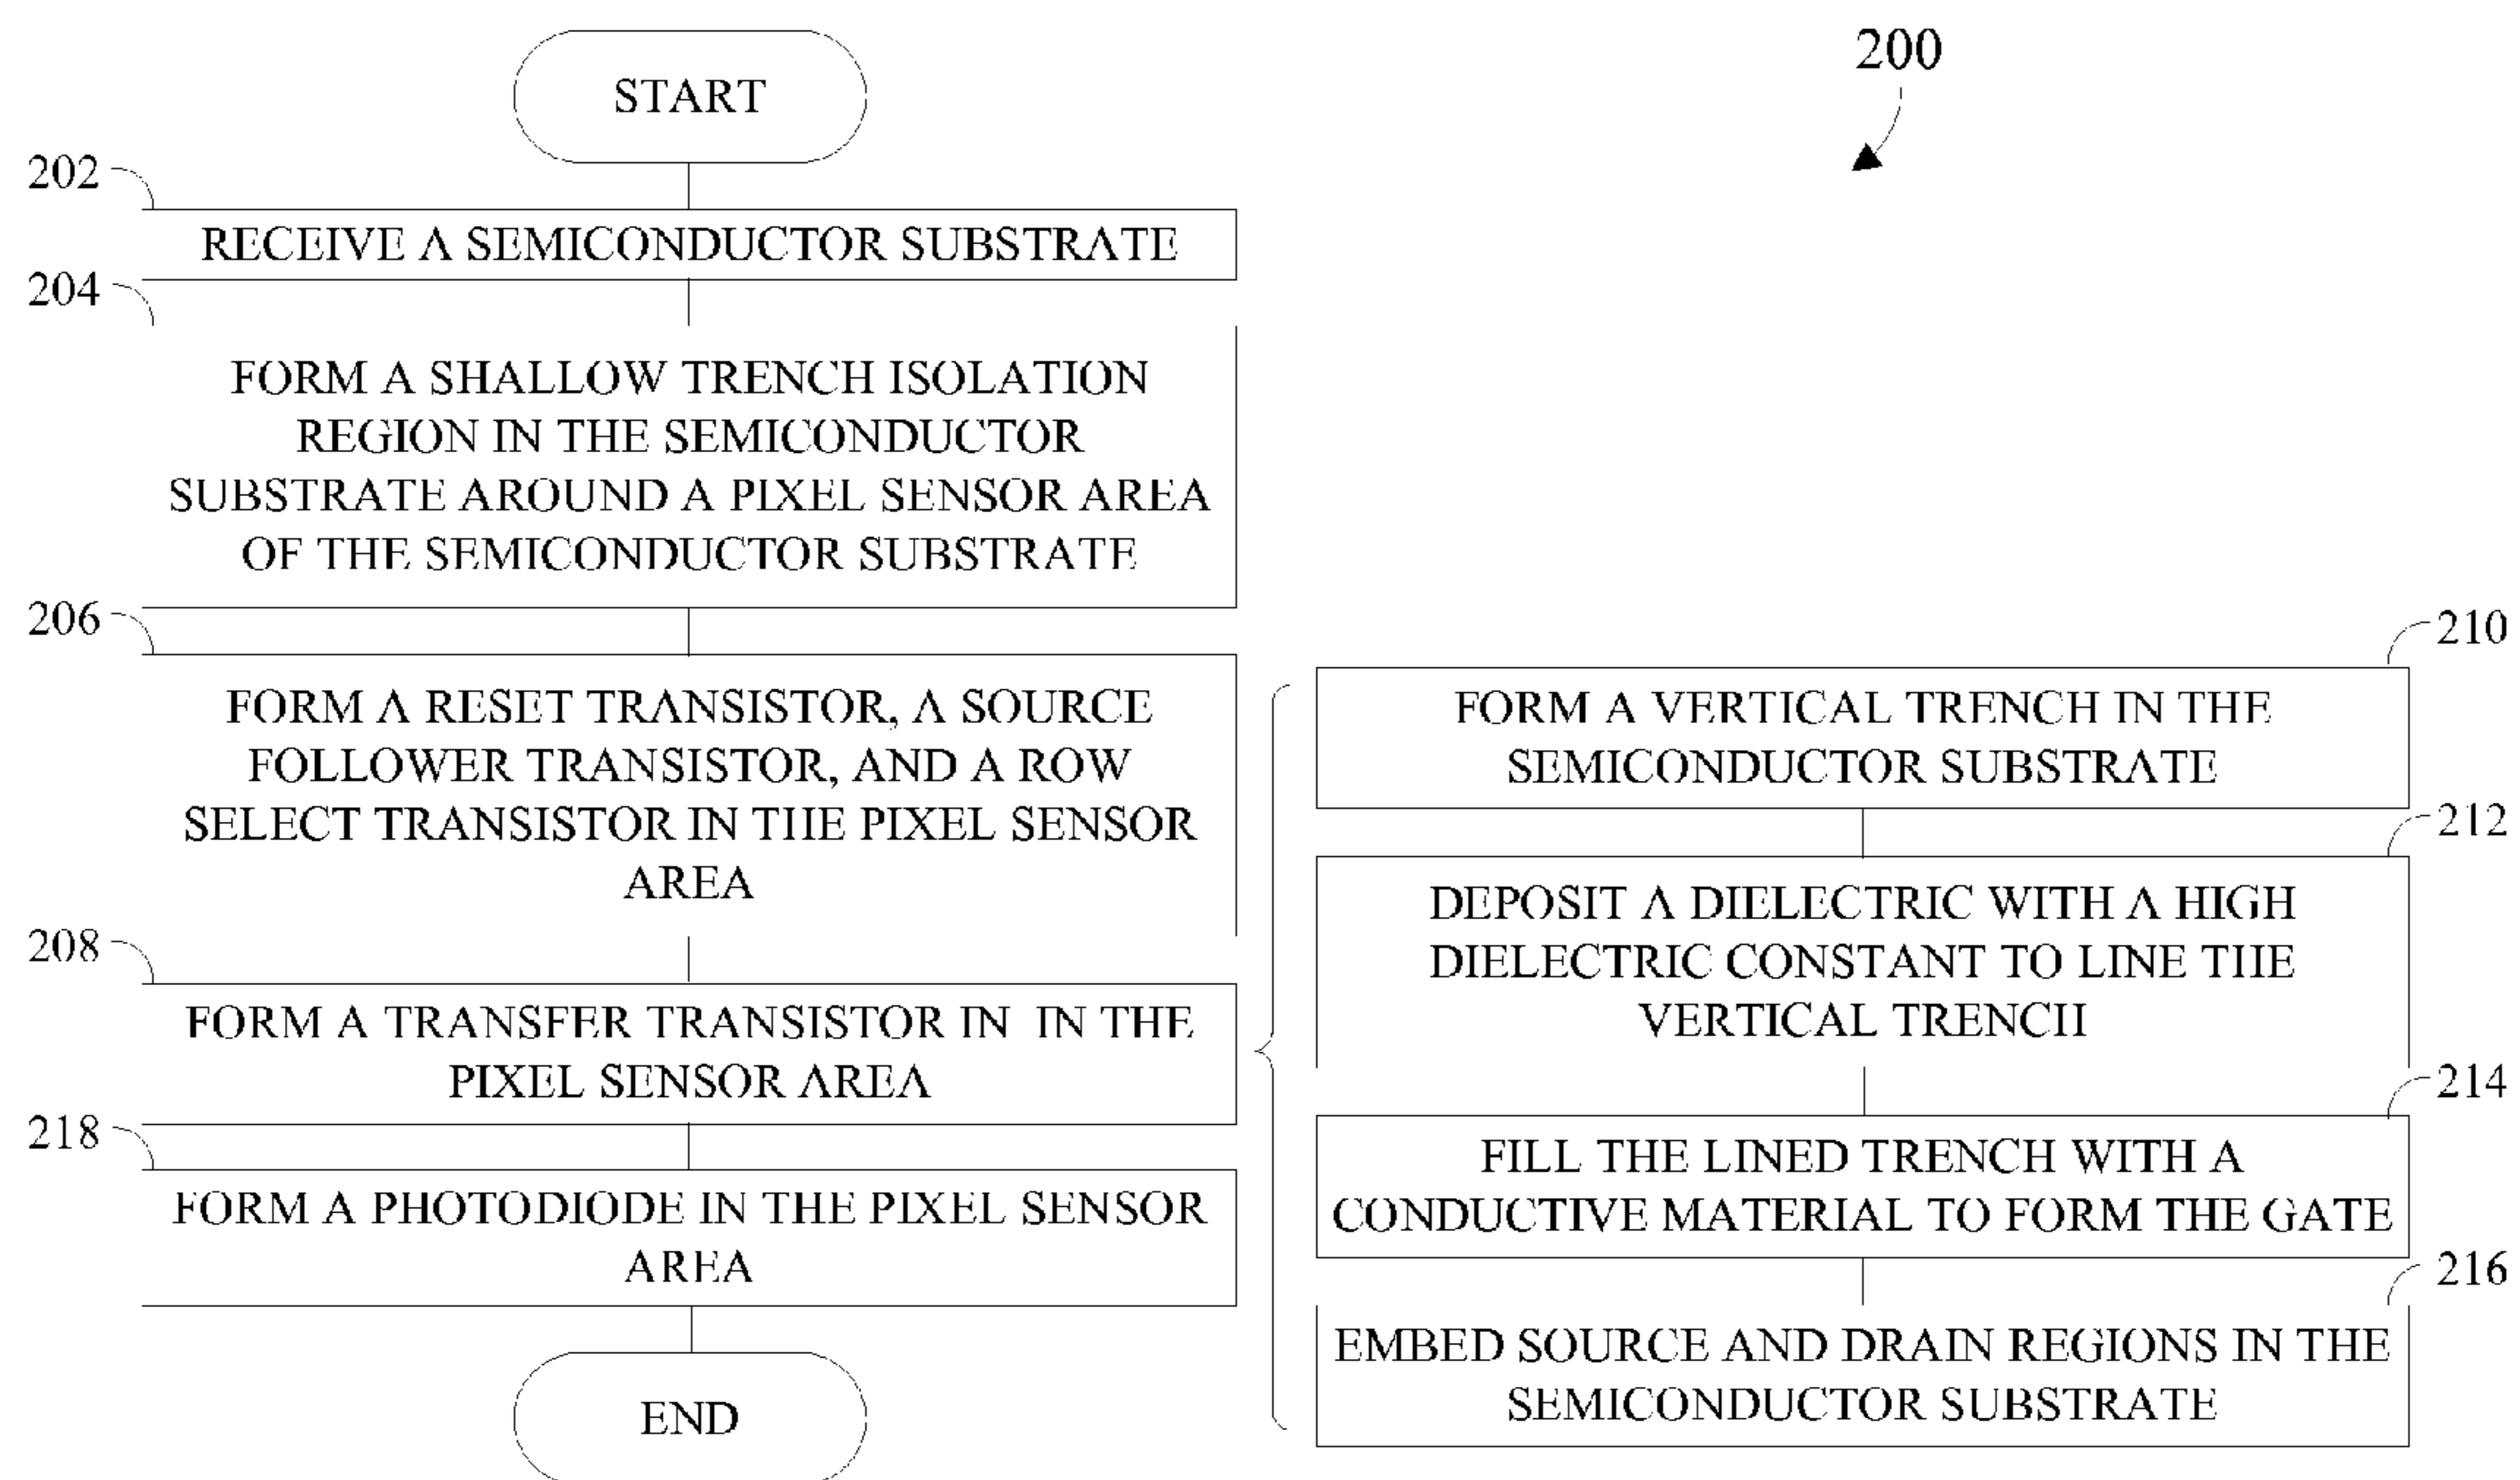 200
START
202
RECEIVE A SEMICONDUCTOR SUBSTRATE
204
FORM A SHALLOW TRENCH ISOLATION
REGION IN THE SEMICONDUCTOR
SUBSTRATE AROUND A PIXEL SENSOR AREA
OF THE SEMICONDUCTOR SUBSTRATE
206
FORM A RESET TRANSISTOR, A SOURCE
FOLLOWER TRANSISTOR, AND A ROW
SELECT TRANSISTOR IN THE PIXEL SENSOR
AREA
208
FORM A TRANSFER TRANSISTOR IN IN THE
PIXEL SENSOR AREA
210
FORM A VERTICAL TRENCH IN THE
SEMICONDUCTOR SUBSTRATE
212
DEPOSIT A DIELECTRIC WITH A HIGH
DIELECTRIC CONSTANT TO LINE THE
VERTICAL TRENCH
214
FILL THE LINED TRENCH WITH A
CONDUCTIVE MATERIAL TO FORM THE GATE
216
EMBED SOURCE AND DRAIN REGIONS IN THE
SEMICONDUCTOR SUBSTRATE
218
FORM A PHOTODIODE IN THE PIXEL SENSOR
AREA
END